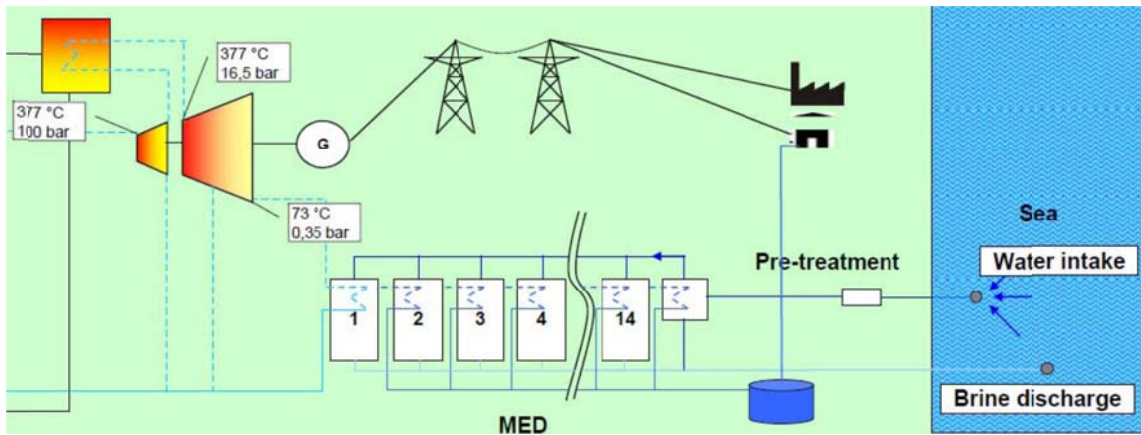 377 °C
16,5 bar
377 °C
100 bar
G
73 °C
0,35 bar
Sea
Pre-treatment
Water intake
1
2
3
4
14
Brine discharge
MED